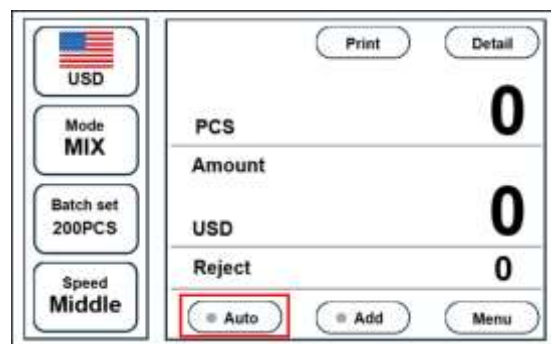 USD
Mode
MIX
Batch set
200PCS
Speed
Middle
Print Detail
PCS 0
Amount
USD 0
Reject 0
Auto Add Menu